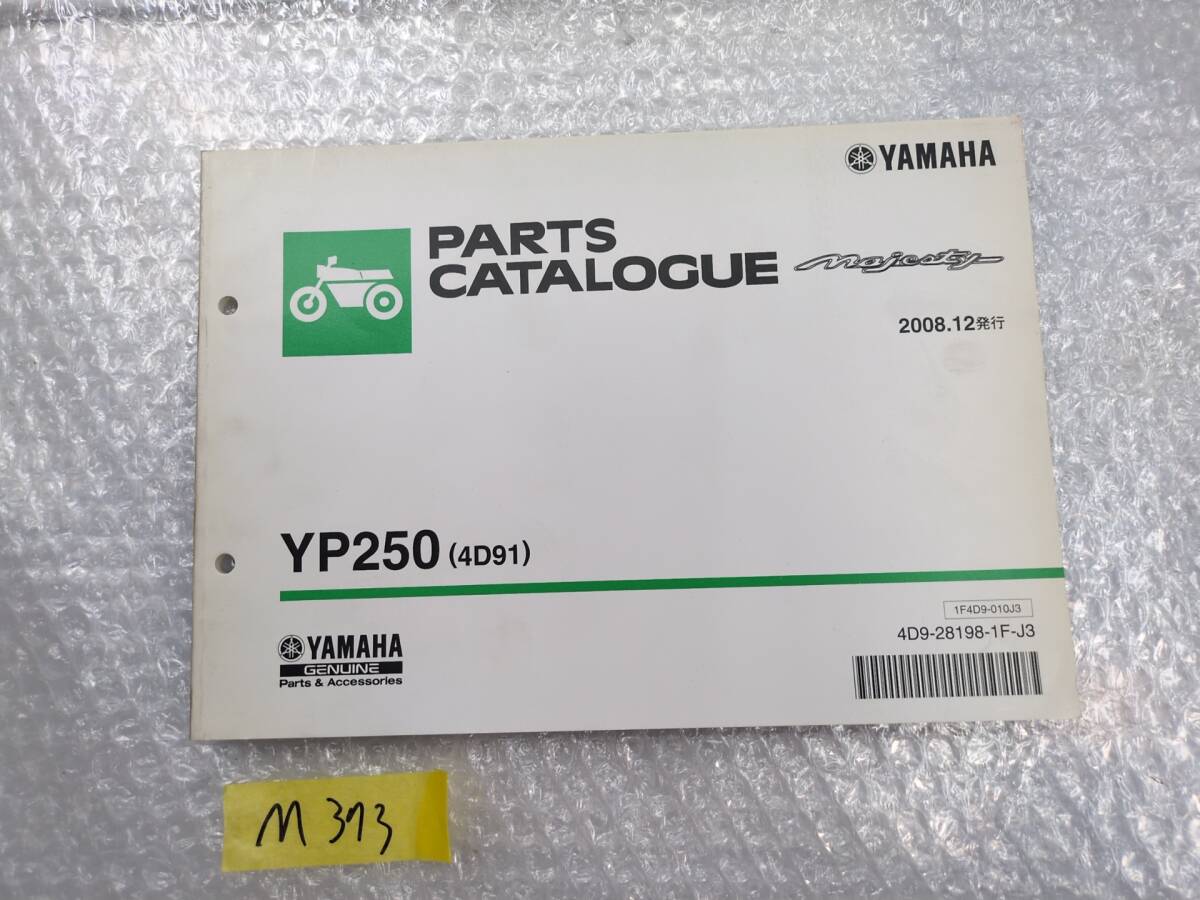 YAMAHA
PARTS
CATALOGUE
Majesty
2008.12発行
YP250 (4D91)
1F4D9-010J3
4D9-28198-1F-J3
YAMAHA
GENUINE
Parts & Accessories
M373